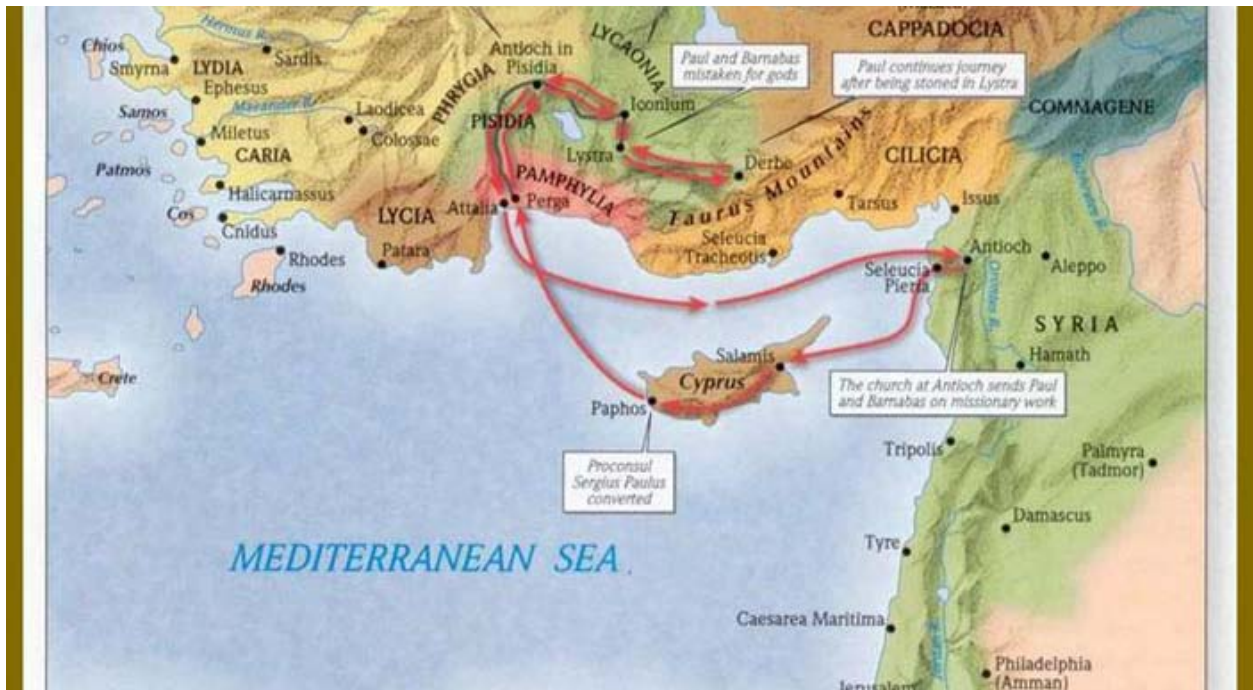 CAPPADOCIA
LYCAONIA
Hermus R.
Chios
Smyrna
LYDIA
Sardis
Ephesus
Antioch in
Pisidia
PHRYGIA
Paul and Barnabas
mistaken for gods
Paul continues journey
after being stoned in Lystra
COMMAGENE
Iconium
Maeander R.
Samos
Laodicea
Colossae
PISIDIA
Miletus
CARIA
Lystra
Derbe
CILICIA
Taurus Mountains
Patmos
Halicarnassus
PAMPHYLIA
Cos
Cnidus
LYCIA
Attalia
Perga
Tarsus
Issus
Seleucia
Tracheotis
Patara
Rhodes
Rhodes
Antioch
Seleucia
Pieria
Aleppo
Orontes R.
SYRIA
Hamath
Salamis
Cyprus
Crete
Paphos
The church at Antioch sends Paul
and Barnabas on missionary work
Proconsul
Sergius Paulus
converted
Tripolis
Palmyra
(Tadmor)
Damascus
MEDITERRANEAN SEA
Tyre
Caesarea Maritima
Philadelphia
(Amman)
Jerusalem